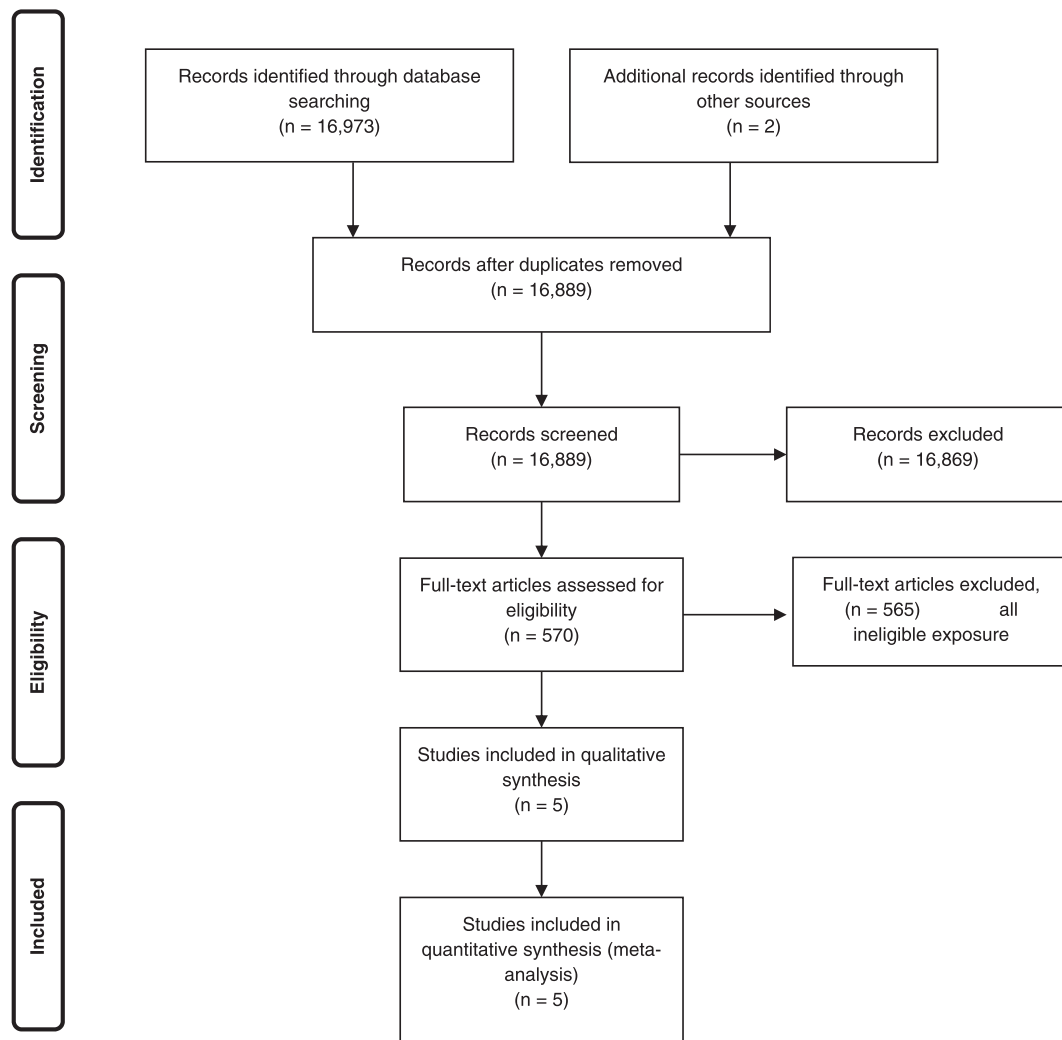 Identification
Records identified through database
searching
(n = 16,973)
Additional records identified through
other sources
(n = 2)
Records after duplicates removed
(n = 16,889)
Screening
Records screened
(n = 16,889)
Records excluded
(n = 16,869)
Eligibility
Full-text articles assessed for
eligibility
(n = 570)
Full-text articles excluded,
(n = 565) all
ineligible exposure
Studies included in qualitative
synthesis
(n = 5)
Included
Studies included in
quantitative synthesis (meta-
analysis)
(n = 5)